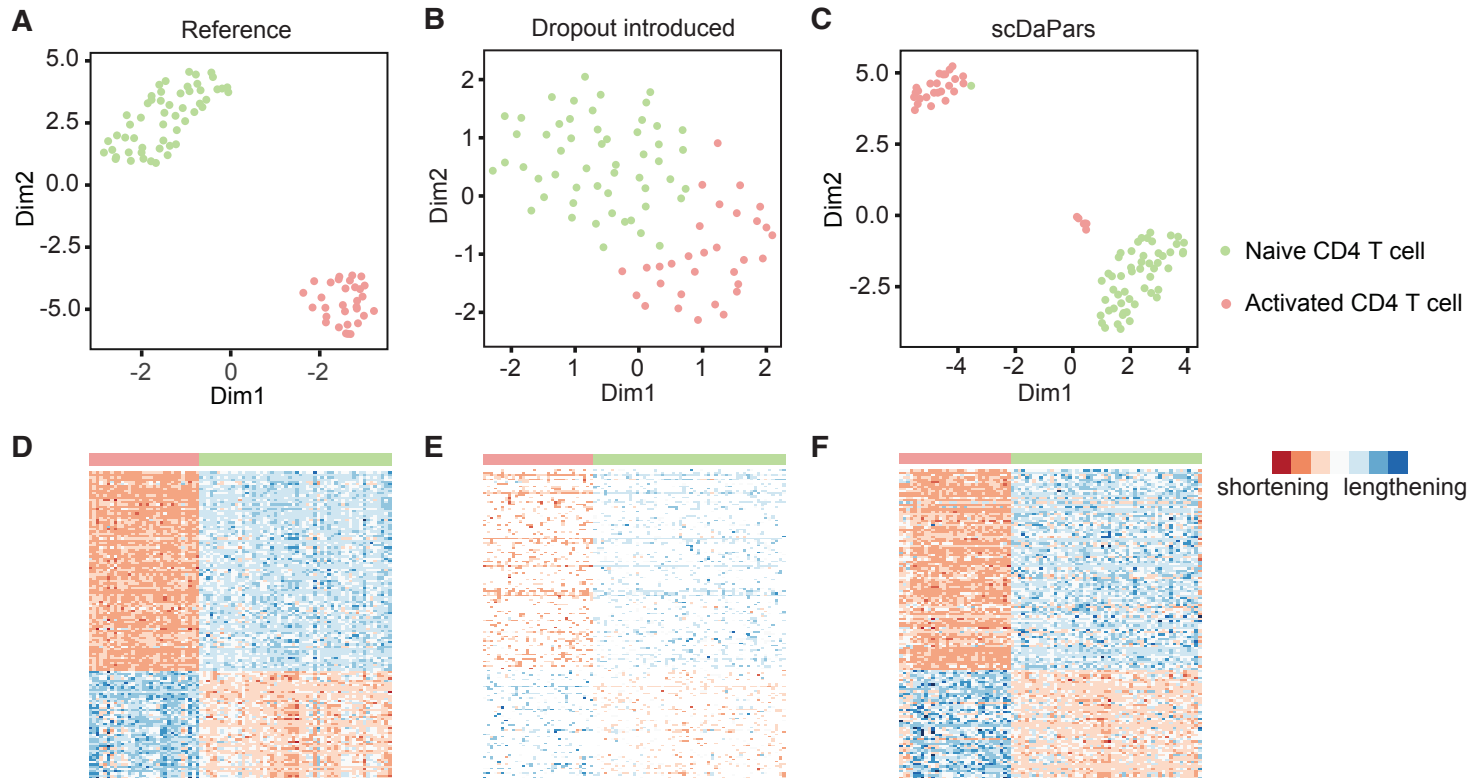 A
Reference
5.0
2.5
0.0
-2.5
-5.0
Dim2
-2
0
-2
Dim1
B
Dropout introduced
2
1
0
-1
-2
Dim2
-2
1
0
1
2
Dim1
C
scDaPars
5.0
2.5
0.0
-2.5
Dim2
-4
-2
0
2
4
Dim1
Naive CD4 T cell
Activated CD4 T cell
D
E
F
shortening lengthening